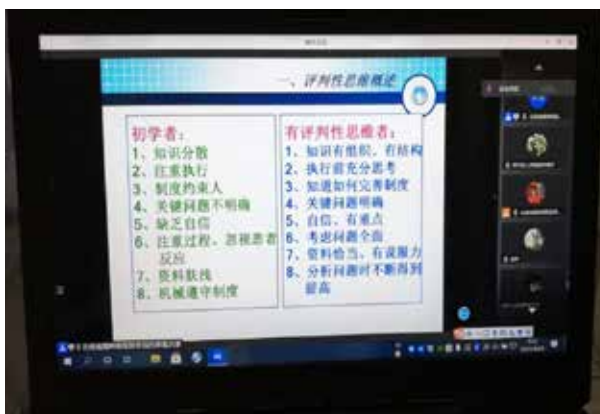 一、评判性思维概述
初学者：
1、知识分散
2、注重执行
3、制度约束人
4、关键问题不明确
5、缺乏自信
6、注重过程、忽视患者
反应
7、资料肤浅
8、机械遵守制度
有评判性思维者：
1、知识有组织、有结构
2、执行前充分思考
3、知道如何完善制度
4、关键问题明确
5、自信、有重点
6、考虑问题全面
7、资料恰当、有说服力
8、分析问题时不断得到
提高